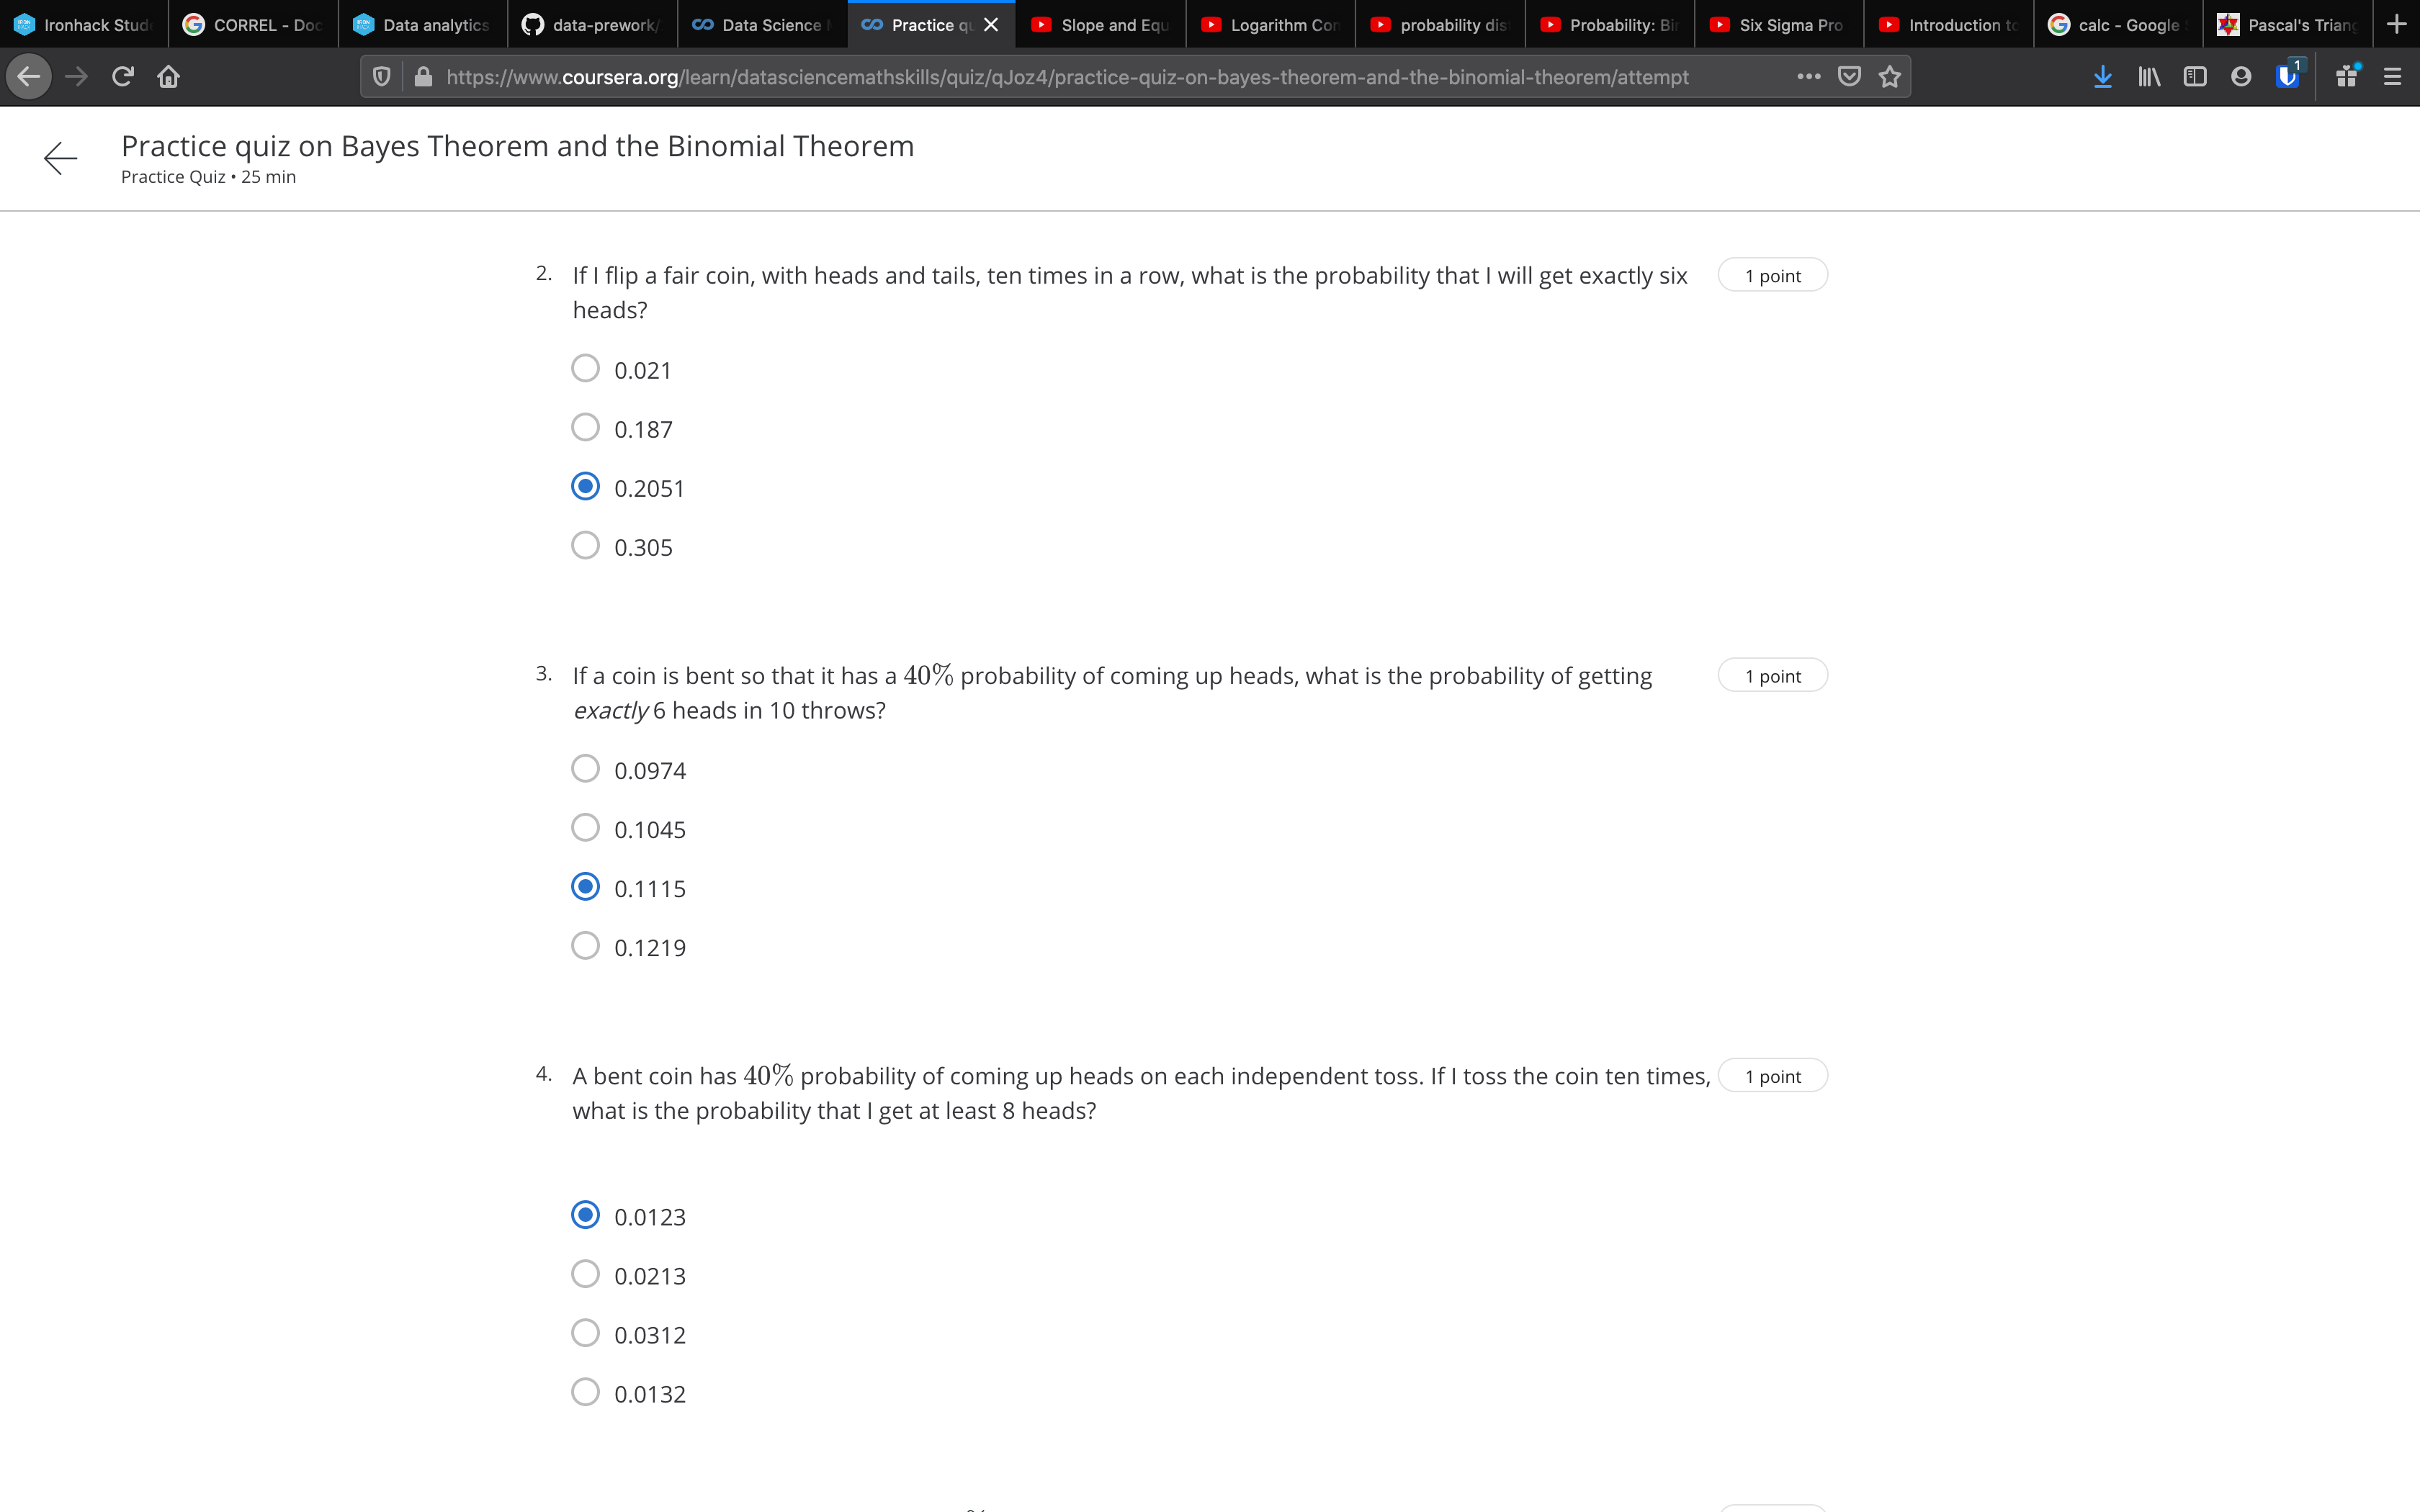 Ironhack Stud
CORREL - Doc
Data analytics
data-prework/
Data Science
Practice qu
Slope and Equ
Logarithm Con
probability dis
Probability: Bi
Six Sigma Pro
Introduction to
calc - Google
Pascal's Triang
https://www.coursera.org/learn/datasciencemathskills/quiz/qJoz4/practice-quiz-on-bayes-theorem-and-the-binomial-theorem/attempt
1
Practice quiz on Bayes Theorem and the Binomial Theorem
Practice Quiz • 25 min
2. If I flip a fair coin, with heads and tails, ten times in a row, what is the probability that I will get exactly six
heads?
1 point
0.021
0.187
0.2051
0.305
3. If a coin is bent so that it has a 40% probability of coming up heads, what is the probability of getting
exactly 6 heads in 10 throws?
1 point
0.0974
0.1045
0.1115
0.1219
4. A bent coin has 40% probability of coming up heads on each independent toss. If I toss the coin ten times,
what is the probability that I get at least 8 heads?
1 point
0.0123
0.0213
0.0312
0.0132